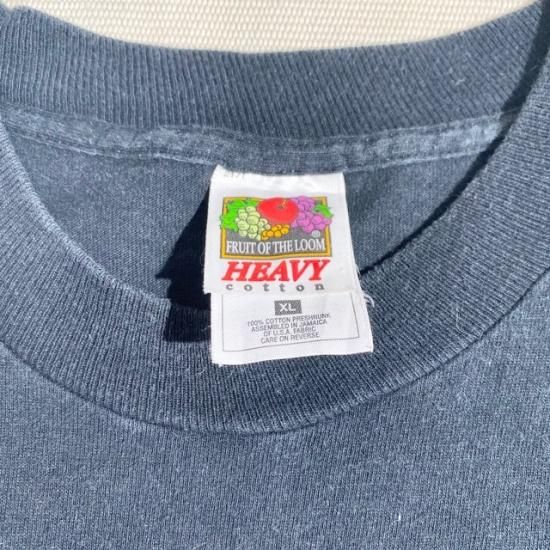 FRUIT OF THE LOOM
®
HEAVY
cotton
XL
100% COTTON PRESHRUNK
ASSEMBLED IN JAMAICA
OF U.S.A. FABRIC
CARE ON REVERSE